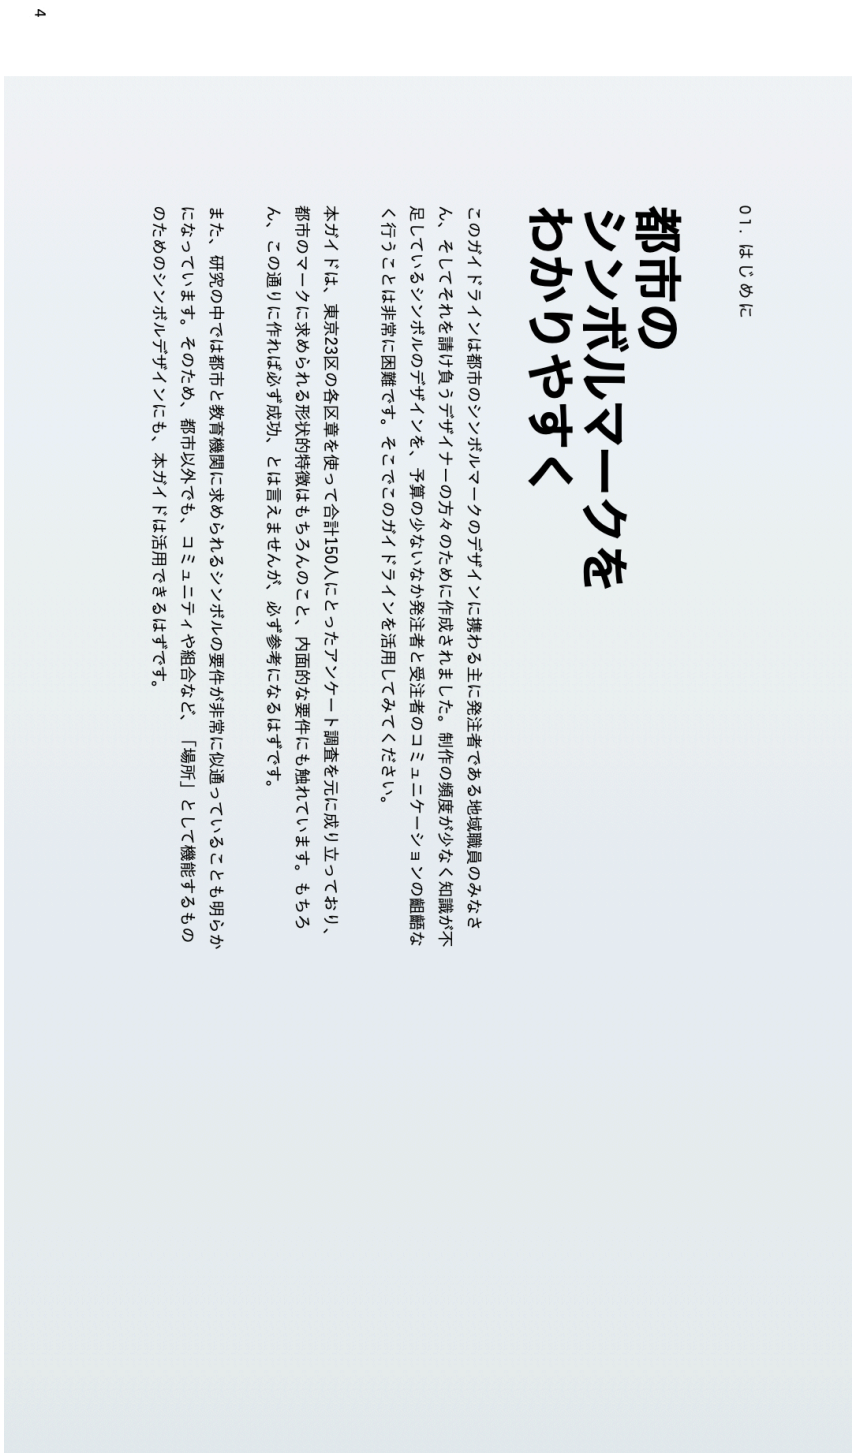 01. はじめに
都市の
シンボルマークを
わかりやすく
このガイドラインは都市のシンボルマークのデザインに携わる主に発注者である地域職員のみなさ
ん、そしてそれを請け負うデザイナーの方々のために作成されました。制作の頻度が少なく知識が不
足しているシンボルのデザインを、予算の少ないなか発注者と受注者のコミュニケーションの齟齬な
く行うことは非常に困難です。そこでこのガイドラインを活用してみてください。
本ガイドは、東京23区の各区章を使って合計150人にとったアンケート調査を元に成り立っており、
都市のマークに求められる形状的特徴はもちろんのこと、内面的な要件にも触れています。もちろ
ん、この通りに作れば必ず成功、とは言えませんが、必ず参考になるはずです。
また、研究の中では都市と教育機関に求められるシンボルの要件が非常に似通っていることも明らか
になっています。そのため、都市以外でも、コミュニティや組合など、「場所」として機能するもの
のためのシンボルデザインにも、本ガイドは活用できるはずです。
4